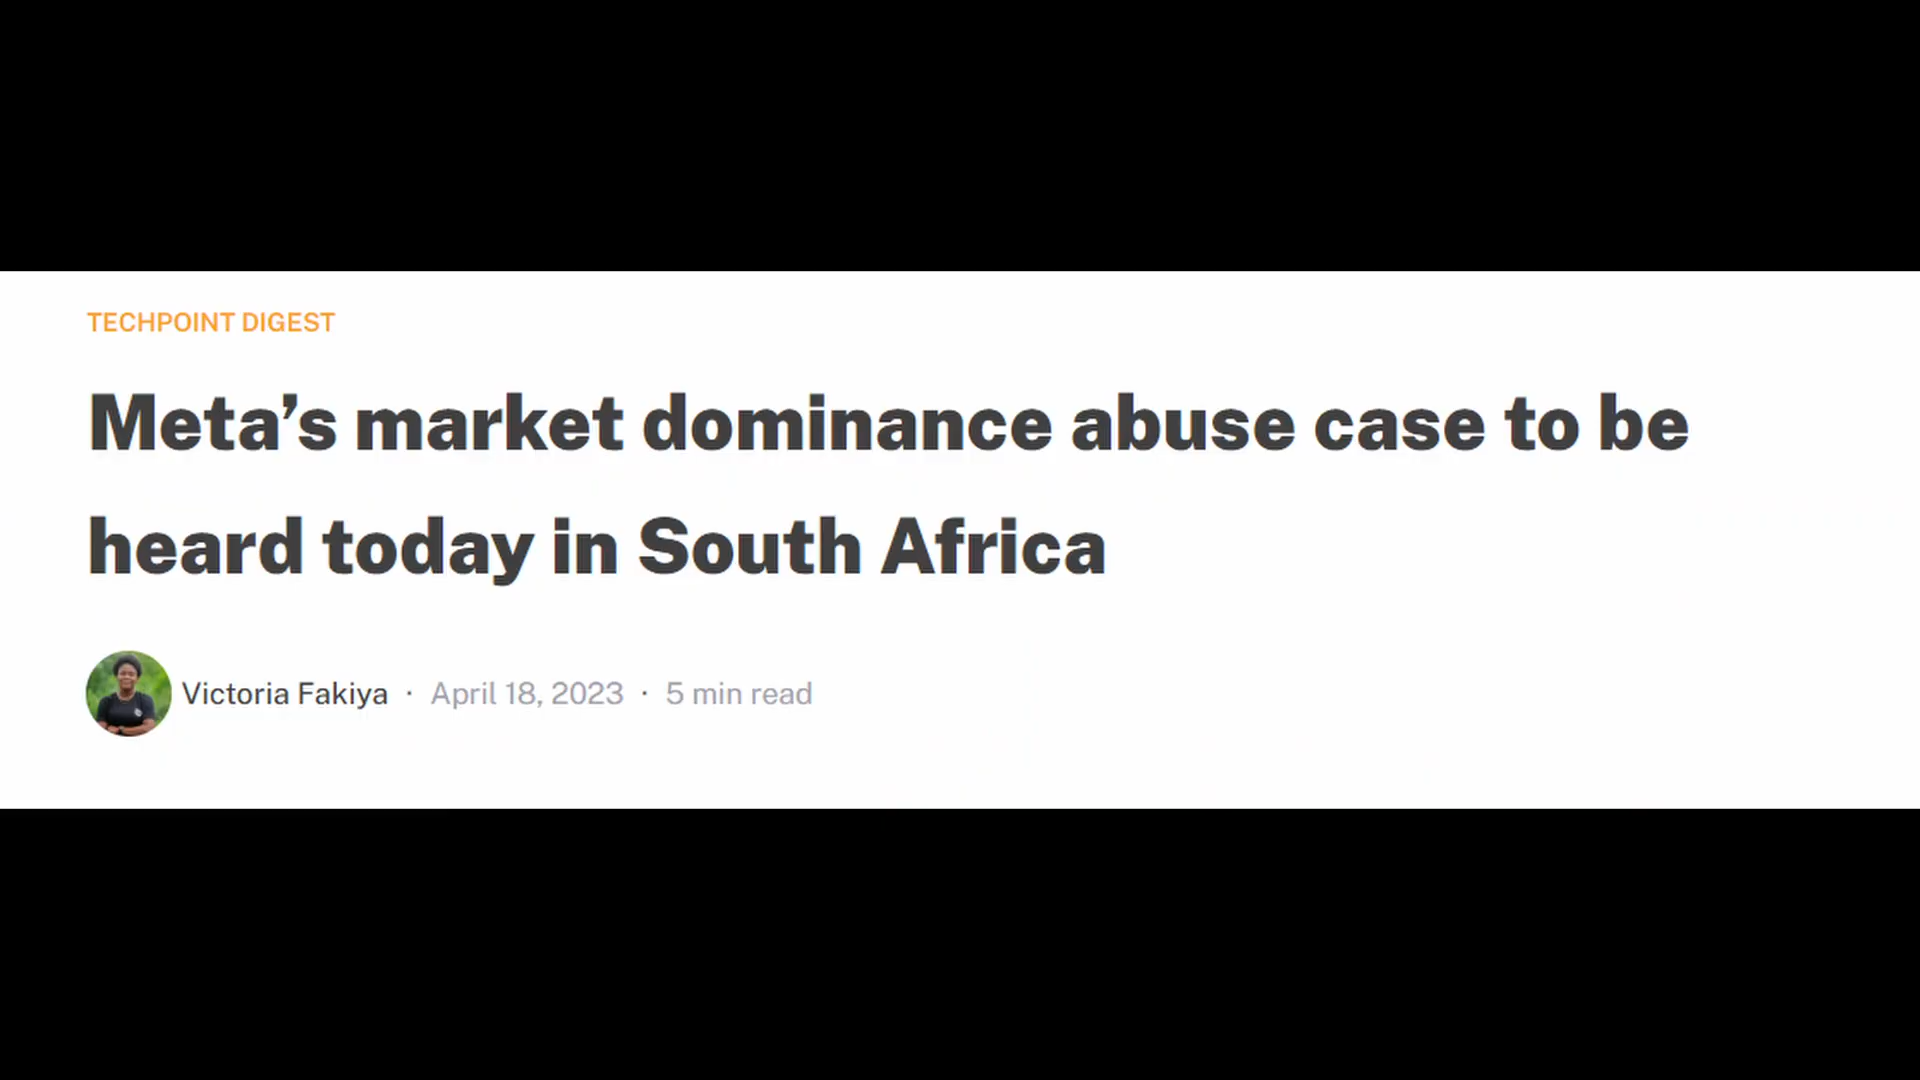 TECHPOINT DIGEST
Meta’s market dominance abuse case to be
heard today in South Africa
Victoria Fakiya · April 18, 2023 · 5 min read